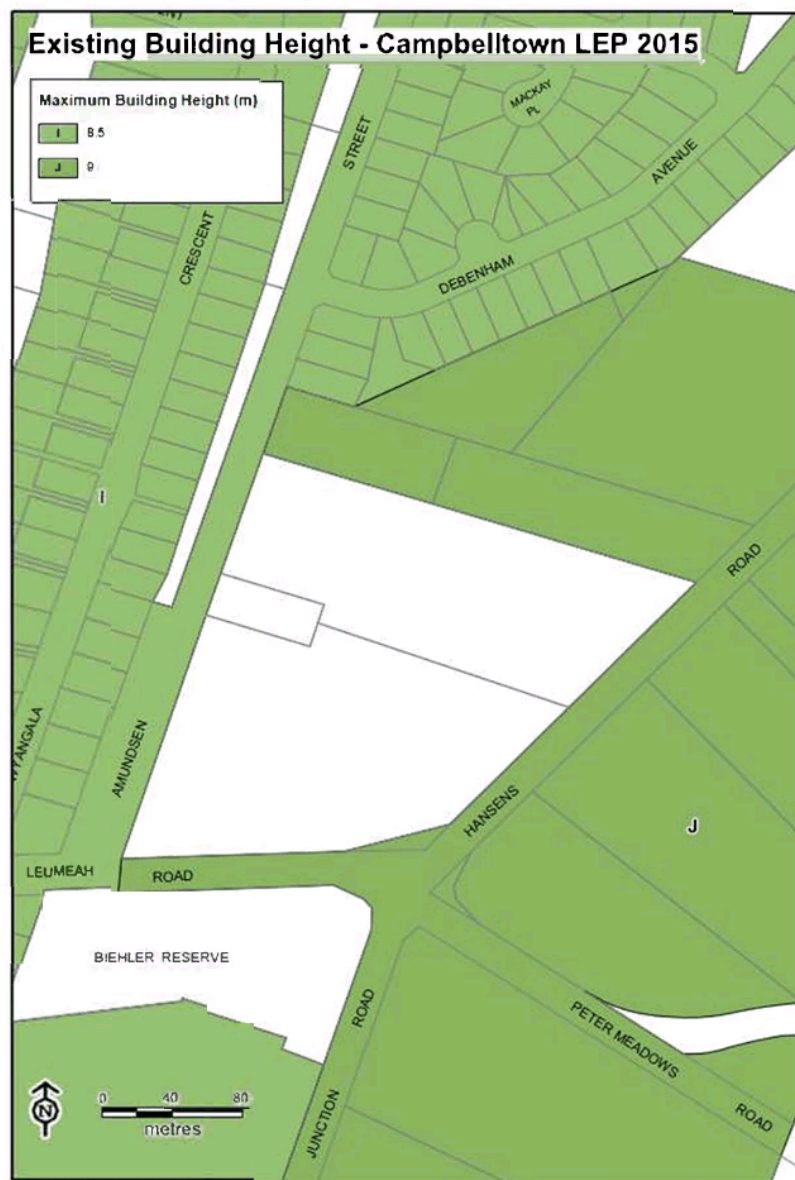 Existing Building Height - Campbelltown LEP 2015
Maximum Building Height (m)
I 8.5
J 9
MACKAY
PL
STREET
AVENUE
CRESCENT
DEBENHAM
I
ROAD
AMUNDSEN
HANSENS
J
LEUMEAH
ROAD
BIEHLER RESERVE
ROAD
PETER MEADOWS
ROAD
JUNCTION
N
0 40 80
metres